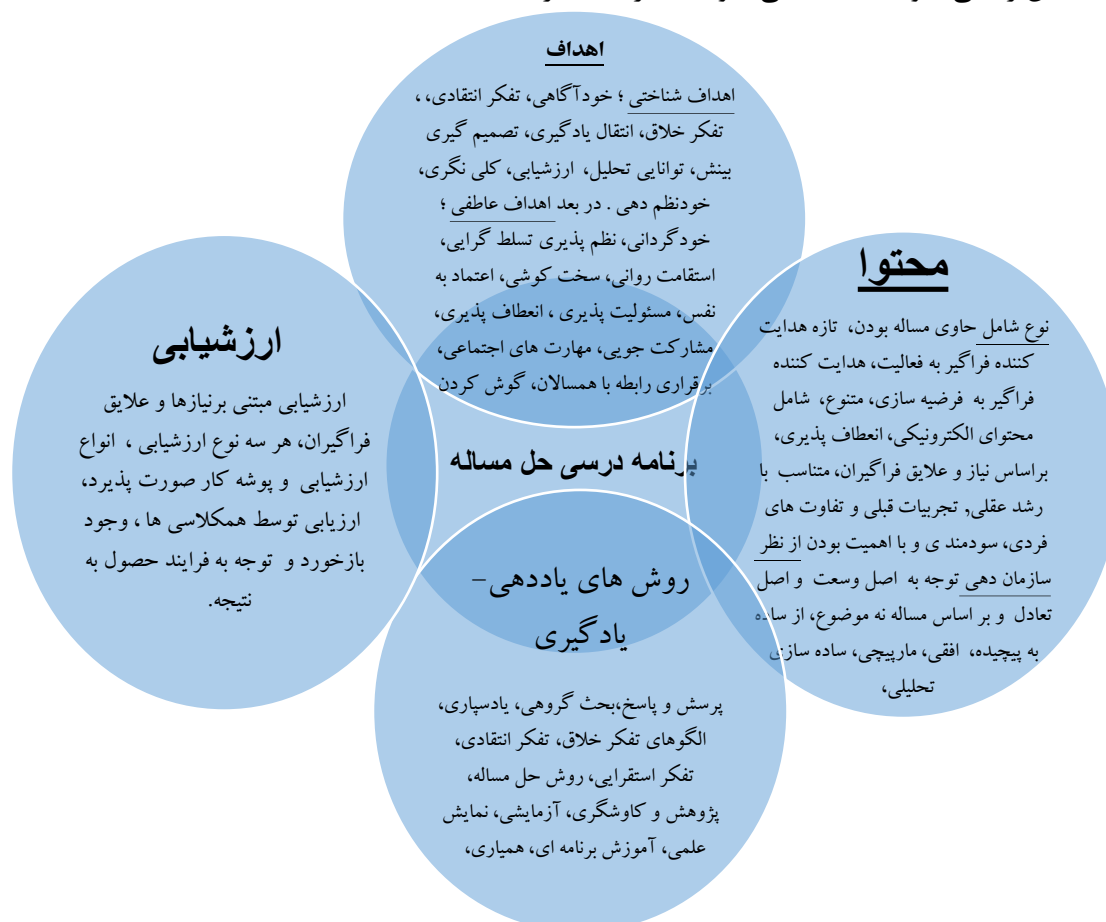 اهداف
اهداف شناختی ؛ خودآگاهی، تفکر انتقادی، ،
تفکر خلاق، انتقال یادگیری، تصمیم گیری
بینش، توانایی تحلیل، ارزشیابی، کلی نگری،
خودنظم دهی . در بعد اهداف عاطفی ؛
خودگردانی، نظم پذیری تسلط گرایی،
استقامت روانی، سخت کوشی، اعتماد به
نفس، مسئولیت پذیری ، انعطاف پذیری،
مشارکت جویی، مهارت های اجتماعی،
برقراری رابطه با همسالان، گوش کردن
محتوا
نوع شامل حاوی مساله بودن، تازه هدایت
کننده فراگیر به فعالیت، هدایت کننده
فراگیر به فرضیه سازی، متنوع، شامل
محتوای الکترونیکی، انعطاف پذیری،
براساس نیاز و علایق فراگیران، متناسب با
رشد عقلی, تجربیات قبلی و تفاوت های
فردی، سودمند ی و با اهمیت بودن از نظر
سازمان دهی توجه به اصل وسعت و اصل
تعادل و بر اساس مساله نه موضوع، از ساده
به پیچیده، افقی، مارپیچی، ساده سازی
تحلیلی،
برنامه درسی حل مساله
روش های یاددهی–
یادگیری
پرسش و پاسخ،بحث گروهی، یادسپاری،
الگوهای تفکر خلاق، تفکر انتقادی،
تفکر استقرایی، روش حل مساله،
پژوهش و کاوشگری، آزمایشی، نمایش
علمی، آموزش برنامه ای، همیاری،
ارزشیابی
ارزشیابی مبتنی برنیازها و علایق
فراگیران، هر سه نوع ارزشیابی ، انواع
ارزشیابی و پوشه کار صورت پذیرد،
ارزیابی توسط همکلاسی ها ، وجود
بازخورد و توجه به فرایند حصول به
نتیجه.